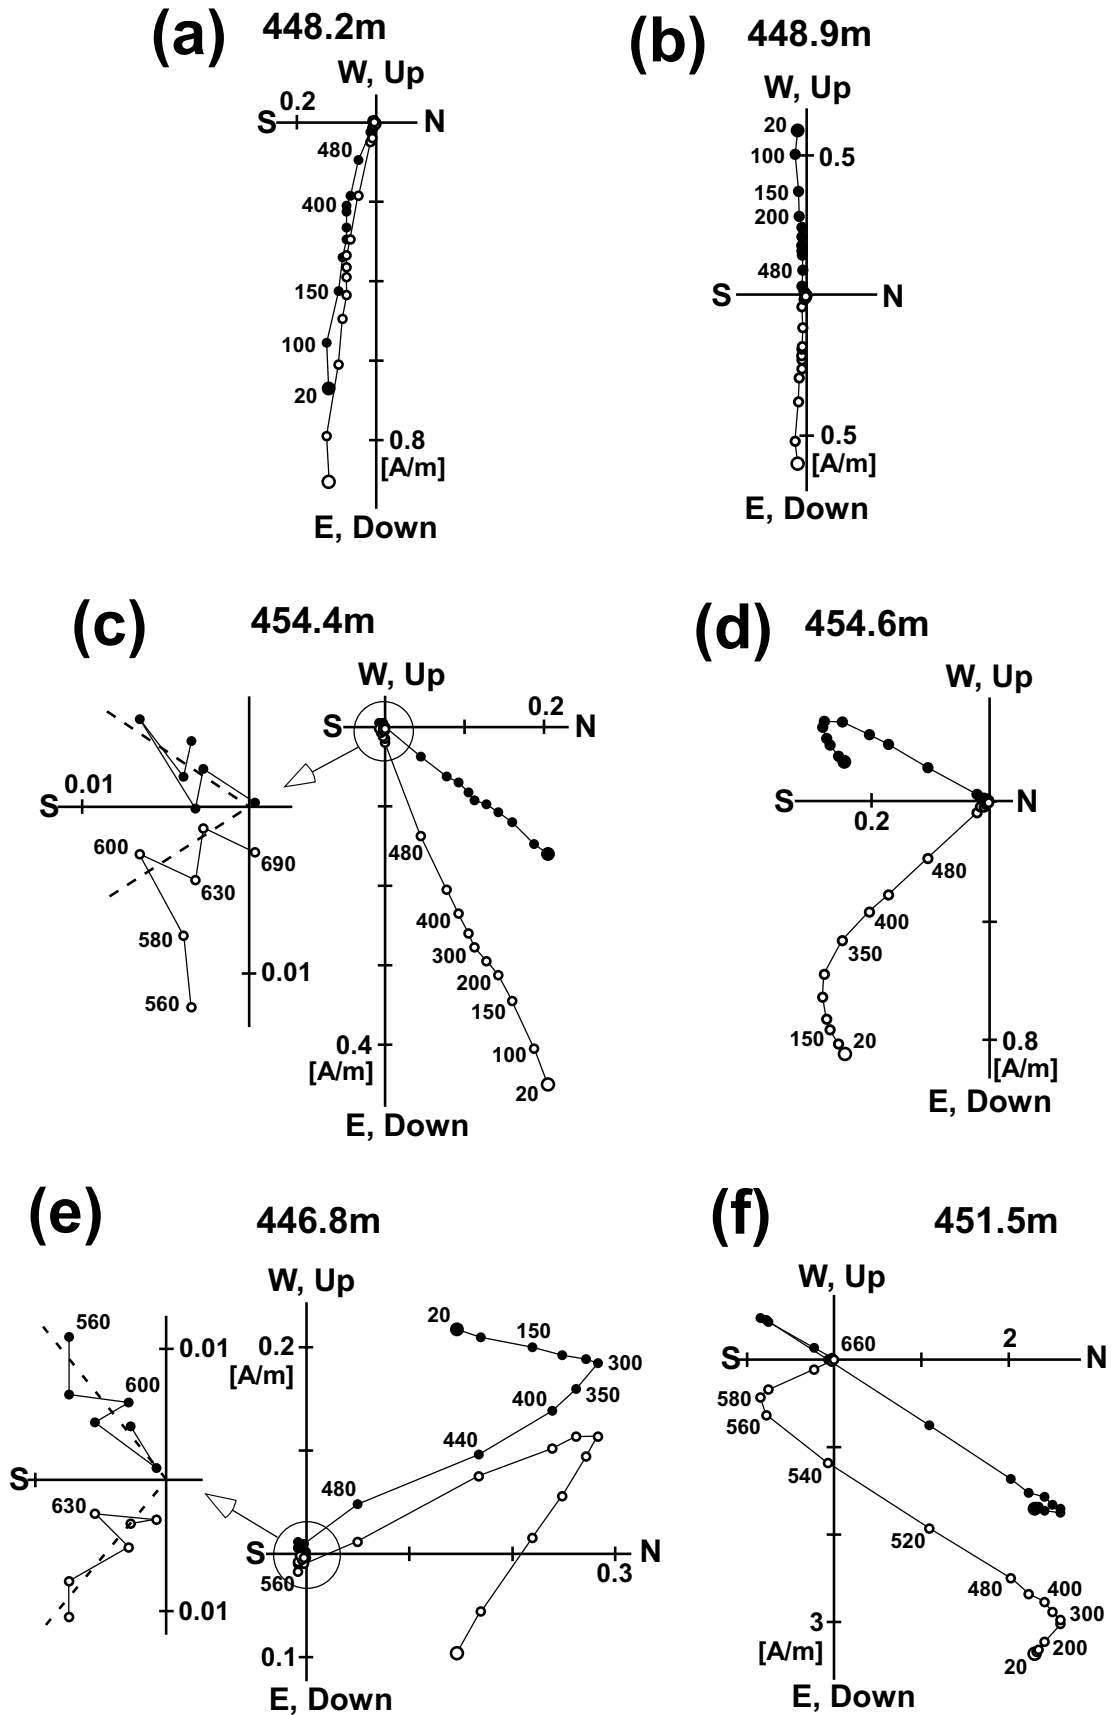 (a) 448.2m
W, Up
0.2
S N
480
400
150
100
20
0.8
[A/m]
E, Down
(b) 448.9m
W, Up
20
100 0.5
150
200
480
S N
0.5
[A/m]
E, Down
(c) 454.4m
W, Up
0.2
S N
0.01
S
600
690
630
580
0.01
560
480
400
300
200
150
100
20
0.4
[A/m]
E, Down
(d) 454.6m
W, Up
S N
0.2
480
400
350
150 20
0.8
[A/m]
E, Down
(e) 446.8m
W, Up
560
0.01
600
S
630
0.01
20
0.2 150
[A/m]
300
350
400
440
480
S N
560
0.3
0.1
E, Down
(f) 451.5m
W, Up
660 2
S N
580
560
540
520
480 400
300
3
200
[A/m]
20
E, Down